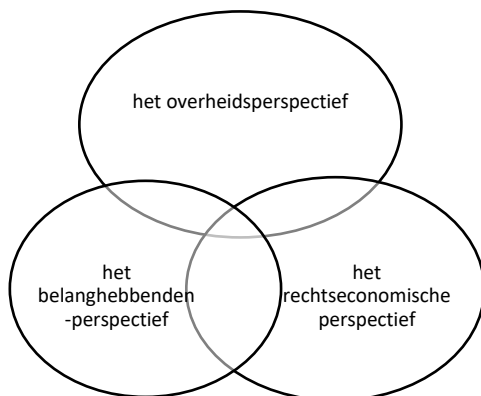 het overheidsperspectief
het
belanghebbenden
-perspectief
het
rechtseconomische
perspectief